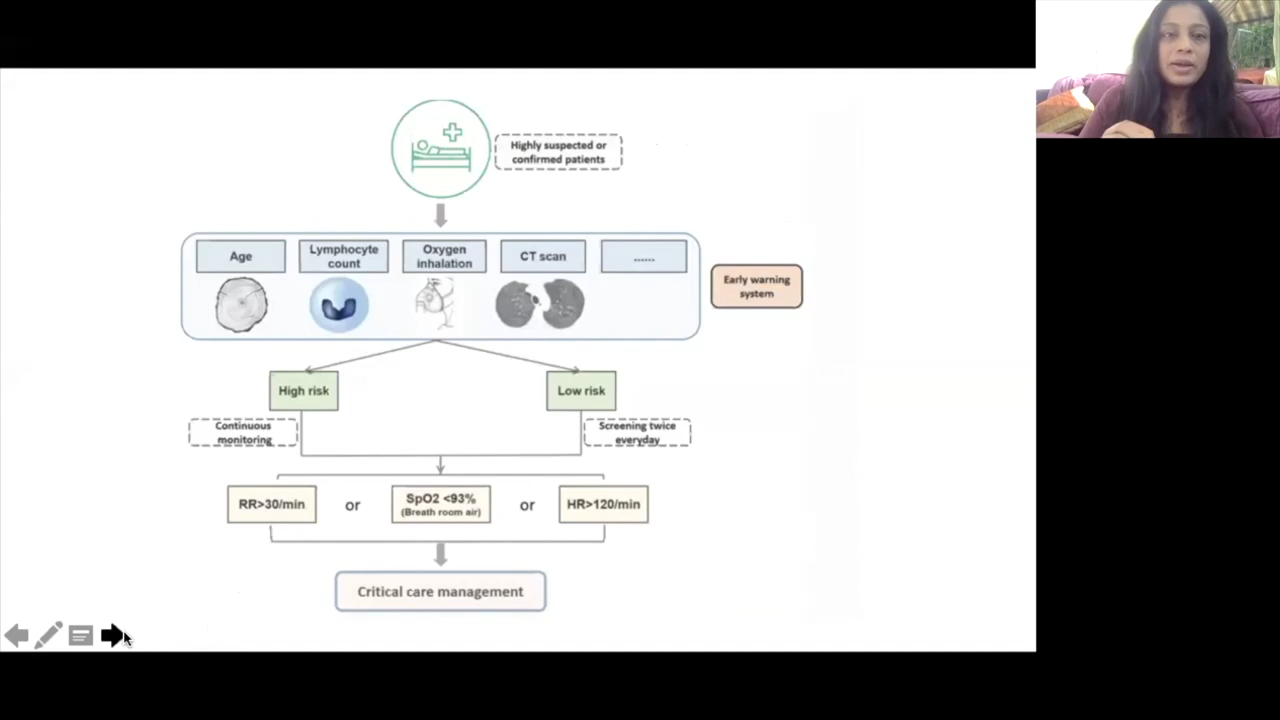 Highly suspected or
confirmed patients
Age
Lymphocyte
count
Oxygen
inhalation
CT scan
......
Early warning
system
High risk
Low risk
Continuous
monitoring
Screening twice
everyday
RR>30/min
or
SpO2 <93%
(Breath room air)
or
HR>120/min
Critical care management